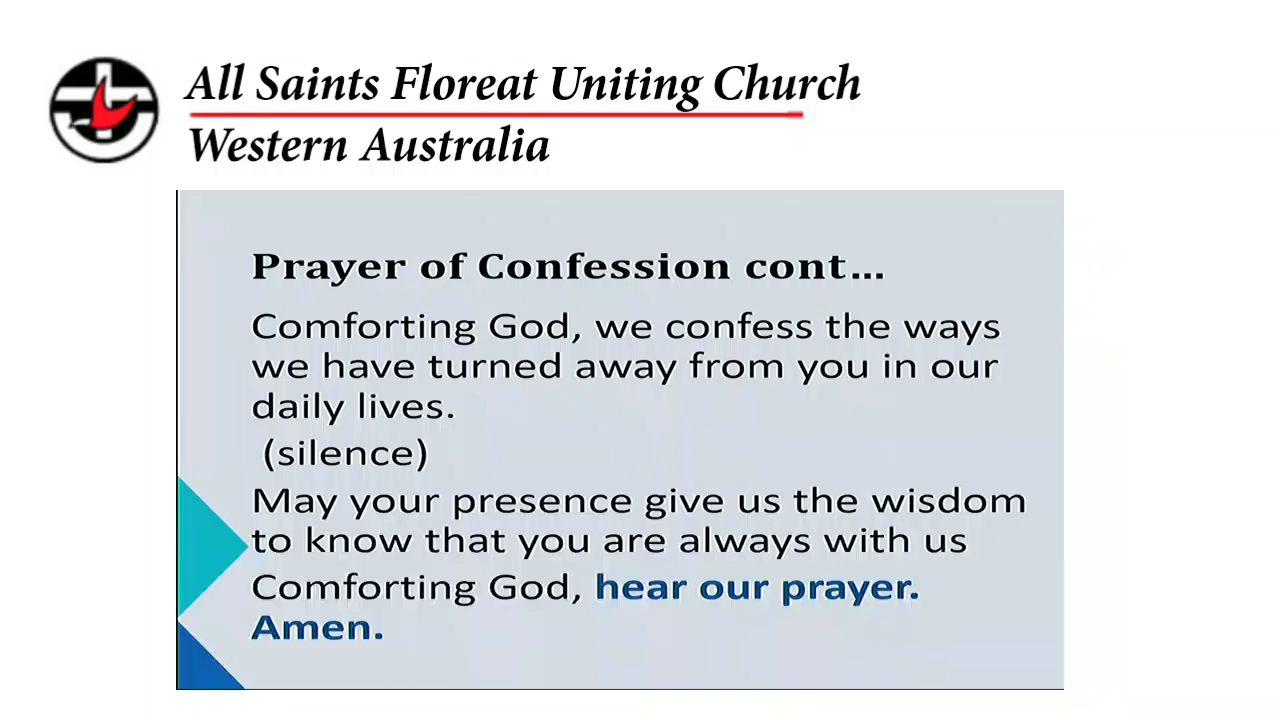 All Saints Floreat Uniting Church
Western Australia
Prayer of Confession cont...
Comforting God, we confess the ways
we have turned away from you in our
daily lives.
(silence)
May your presence give us the wisdom
to know that you are always with us
Comforting God, hear our prayer.
Amen.